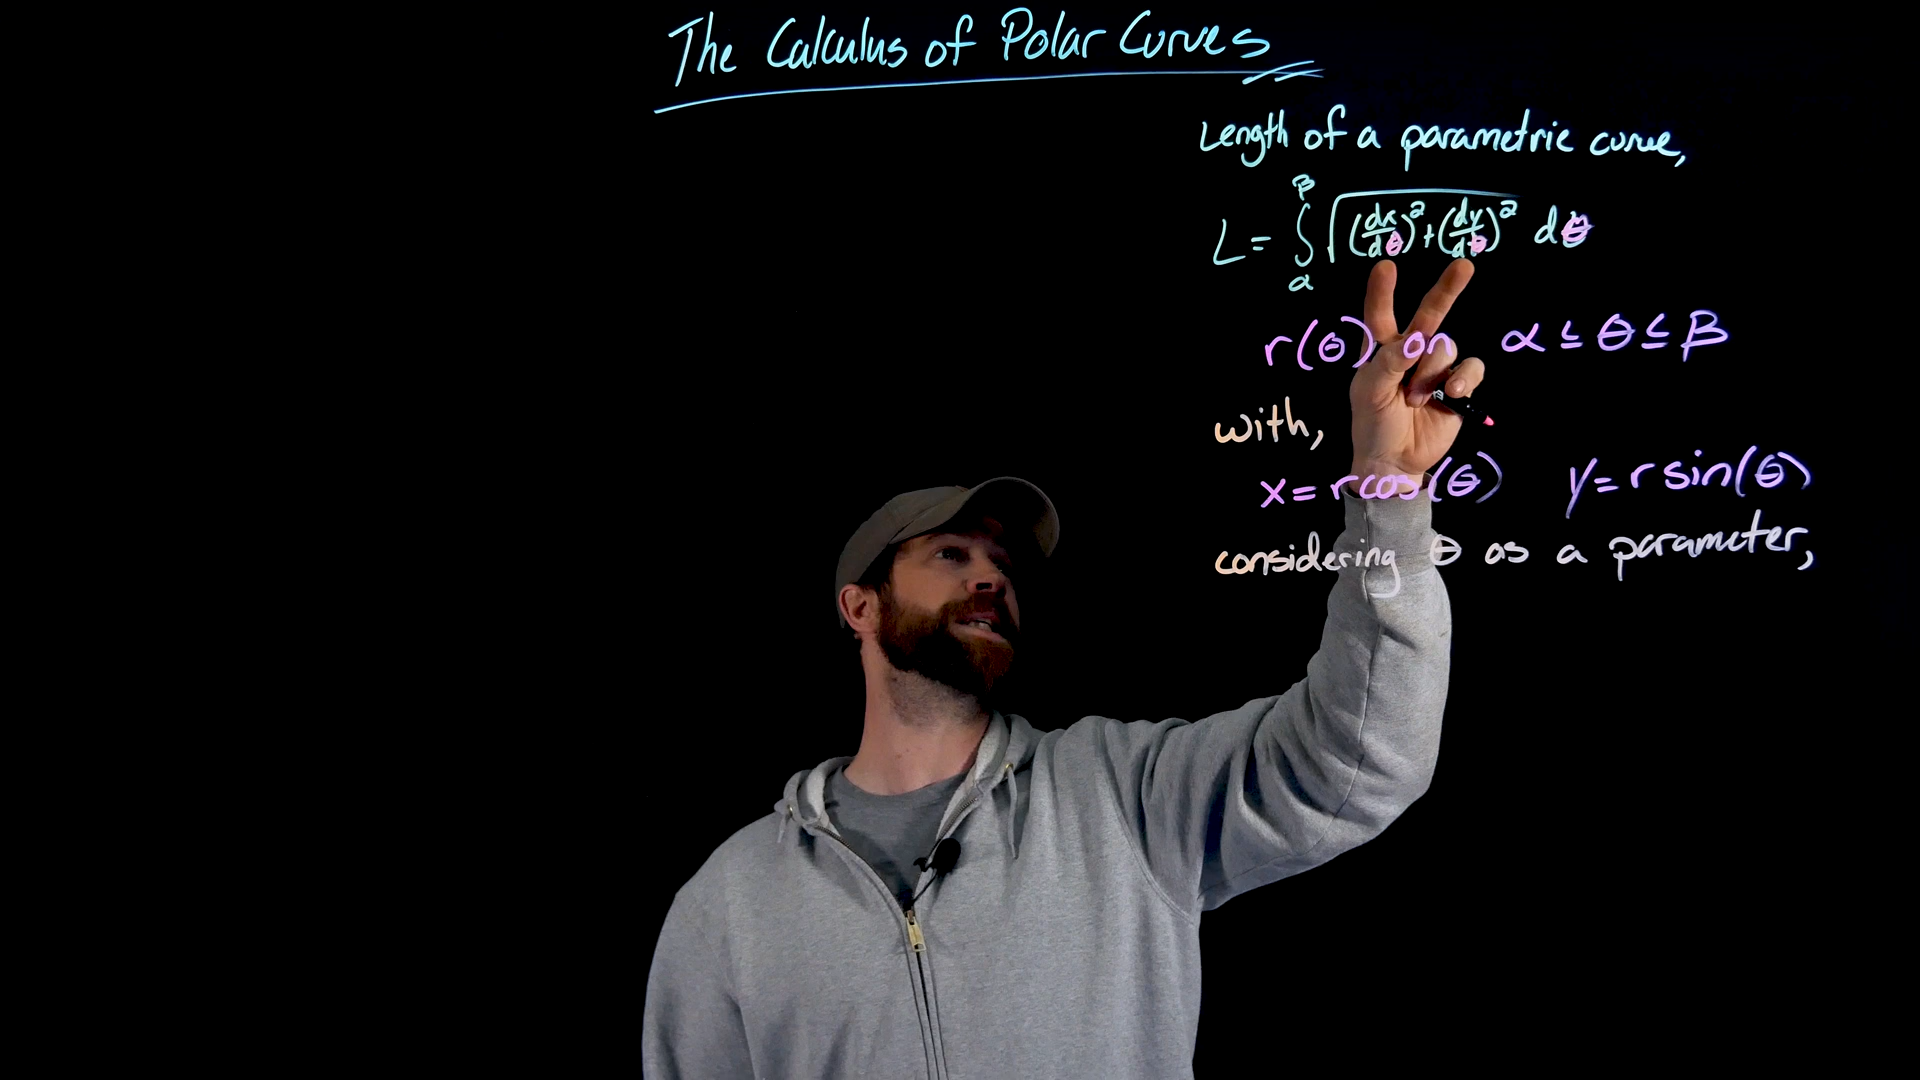 The Calculus of Polar Curves
Length of a parametric curve,
L = ∫_α^β √((dx/dθ)² + (dy/dθ)²) dθ
r(θ) on α ≤ θ ≤ β
with,
x = r cos(θ) y = r sin(θ)
considering θ as a parameter,